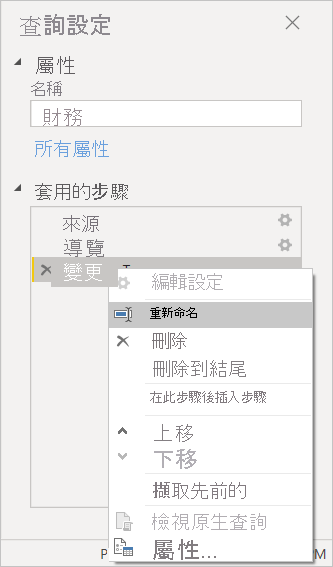 查詢設定
屬性
名稱
財務
所有屬性
套用的步驟
來源
導覽
變更
編輯設定
重新命名
刪除
刪除到結尾
在此步驟後插入步驟
上移
下移
擷取先前的
檢視原生查詢
屬性...
P
M